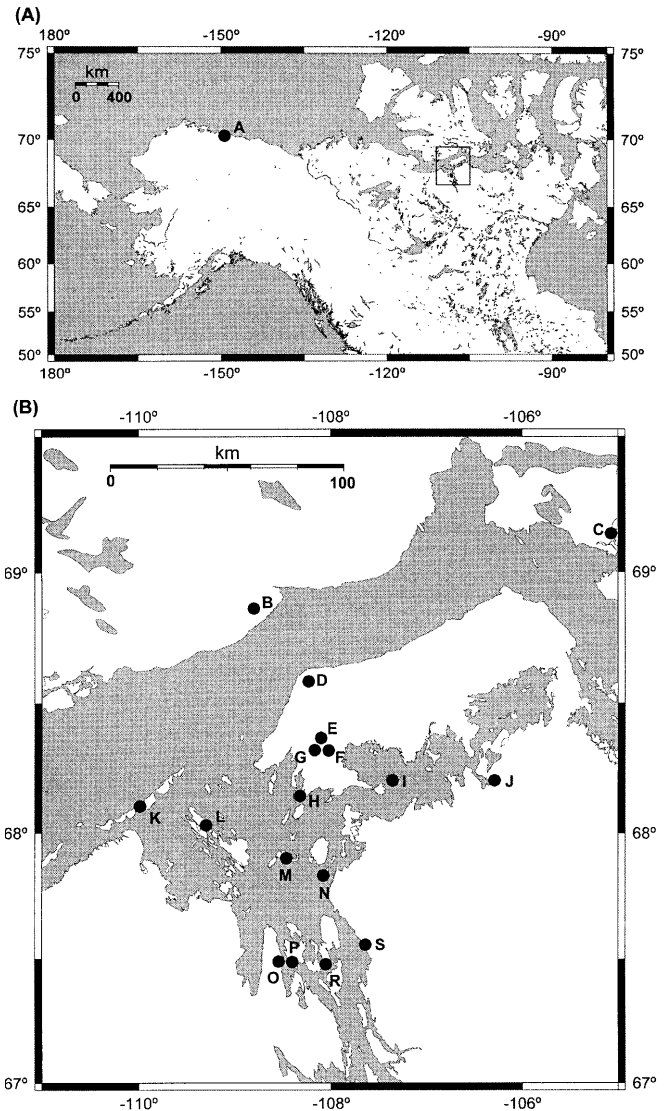 (A)
-180° -150° -120° -90°
75° 75°
km
0 400
A
70° 70°
65° 65°
60° 60°
55° 55°
50° 50°
180° -150° -120° -90°
(B)
-110° -108° -106°
km
0 100
C
69° 69°
B
D
E
G F
I J
H
K L
68° 68°
M
N
S
P
O R
67° 67°
-110° -108° -106°